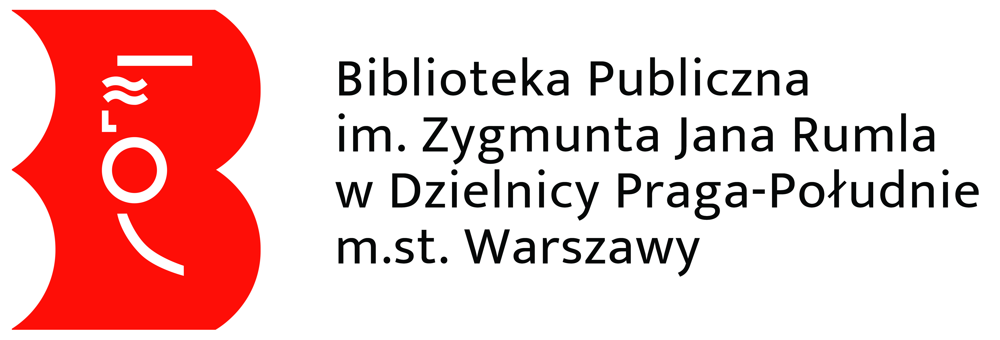 Biblioteka Publiczna
im. Zygmunta Jana Rumla
w Dzielnicy Praga-Południe
m.st. Warszawy